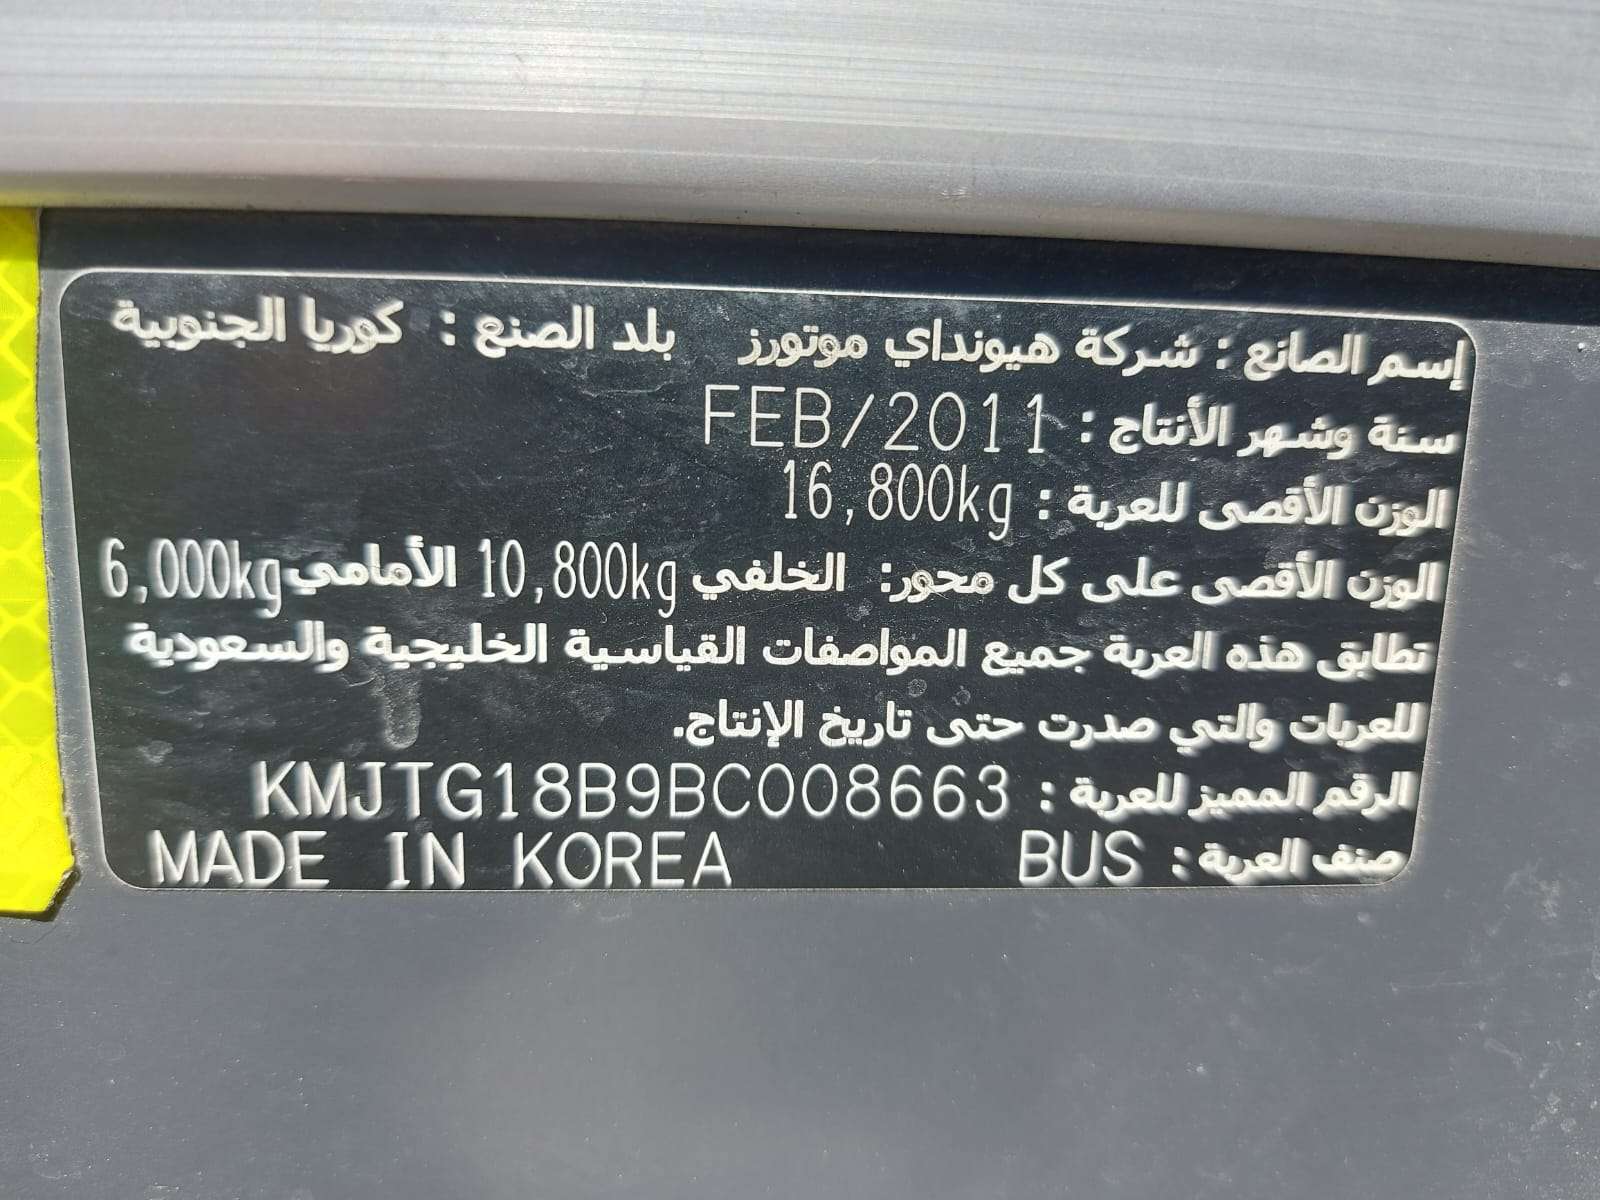 إسم الصانع : شركة هيونداي موتورز بلد الصنع : كوريا الجنوبية
سنة وشهر الأنتاج : FEB/2011
الوزن الأقصى للعربة : 16,800kg
الوزن الأقصى على كل محور: الخلفي 10,800kg الأمامي 6,000kg
تطابق هذه العربة جميع المواصفات القياسية الخليجية والسعودية
للعربات والتي صدرت حتى تاريخ الإنتاج.
الرقم المميز للعربة : KMJTG18B9BC008663
صنف العربة : BUS MADE IN KOREA